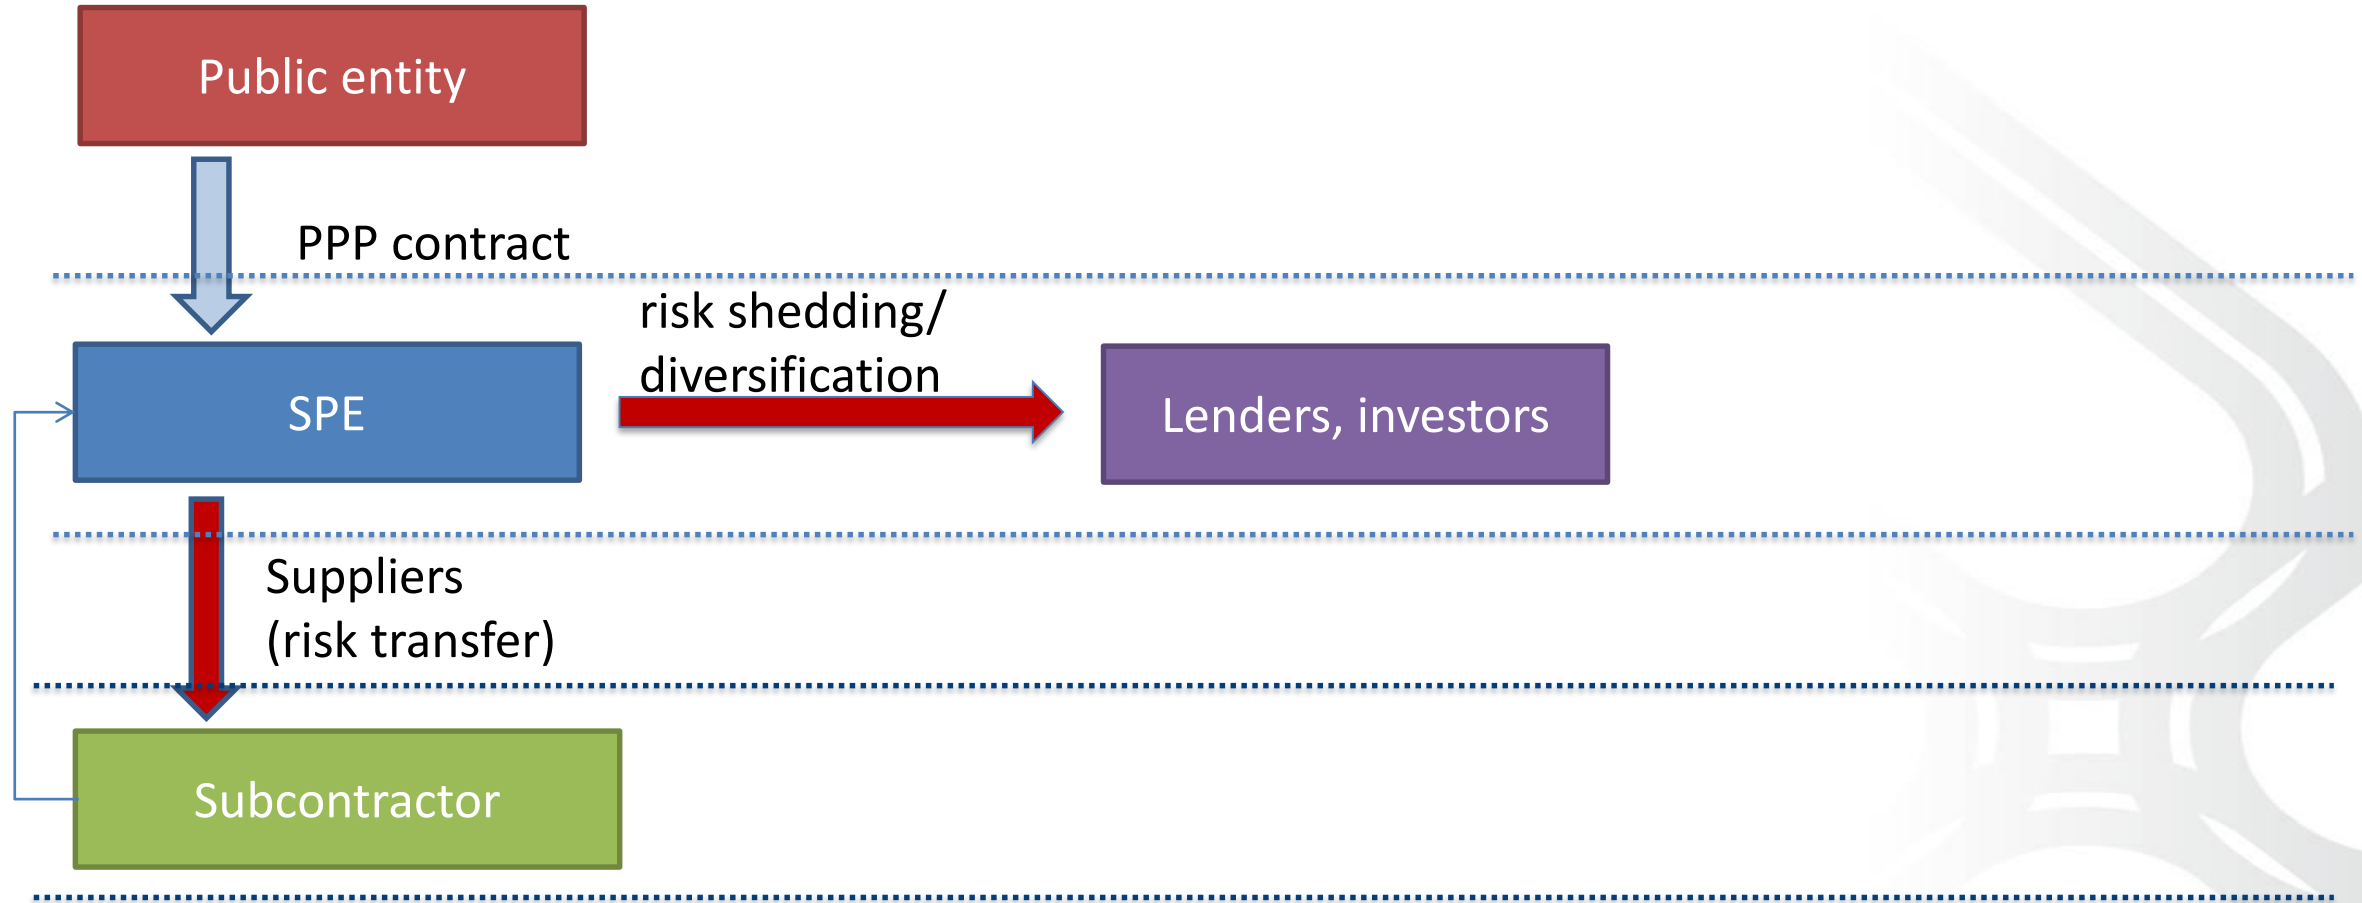 Public entity
PPP contract
risk shedding/
diversification
SPE
Lenders, investors
Suppliers
(risk transfer)
Subcontractor